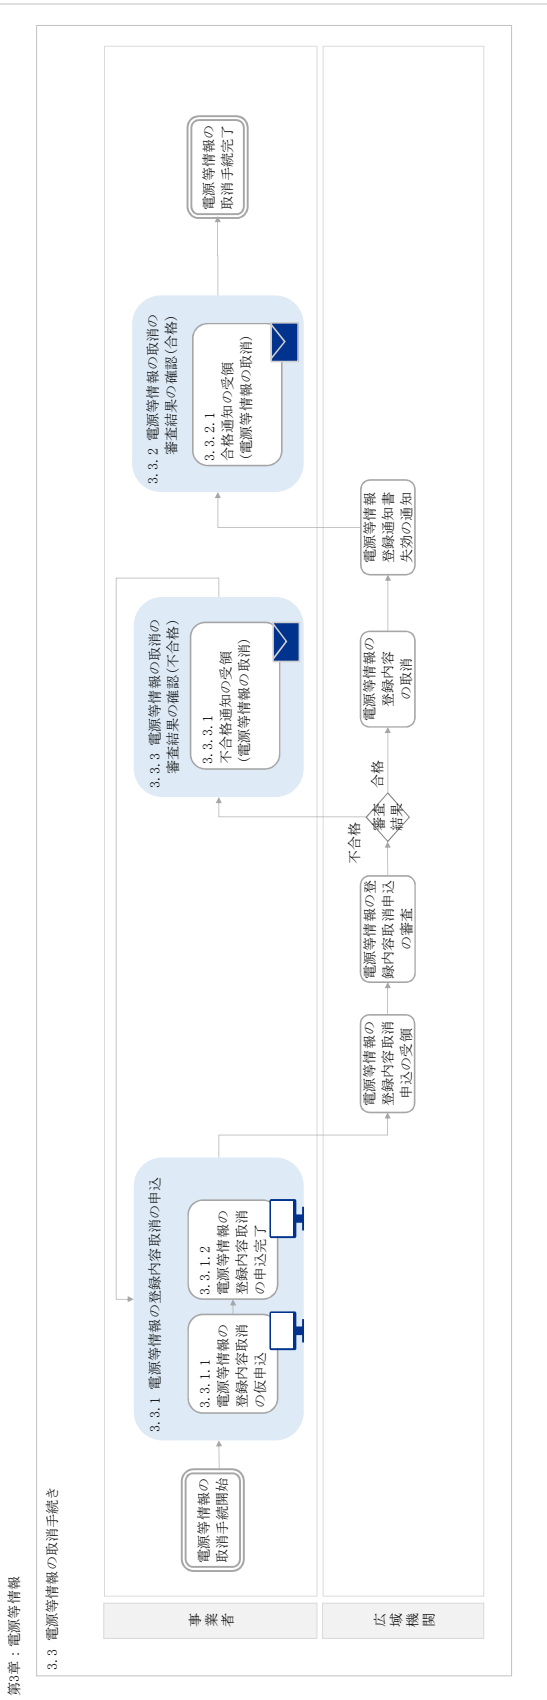 第3章：電源等情報
3.3 電源等情報の取消手続き
事業者
広域機関
電源等情報の
取消手続開始
3.3.1 電源等情報の登録内容取消の申込
3.3.1.1
電源等情報の
登録内容取消
の仮申込
3.3.1.2
電源等情報の
登録内容取消
の申込完了
電源等情報の
登録内容取消
申込の受領
電源等情報の登
録内容取消申込
の審査
審査
結果
不合格
合格
3.3.3 電源等情報の取消の
審査結果の確認(不合格)
3.3.3.1
不合格通知の受領
(電源等情報の取消)
電源等情報の
登録内容
の取消
電源等情報
登録通知書
失効の通知
3.3.2 電源等情報の取消の
審査結果の確認(合格)
3.3.2.1
合格通知の受領
(電源等情報の取消)
電源等情報の
取消手続完了